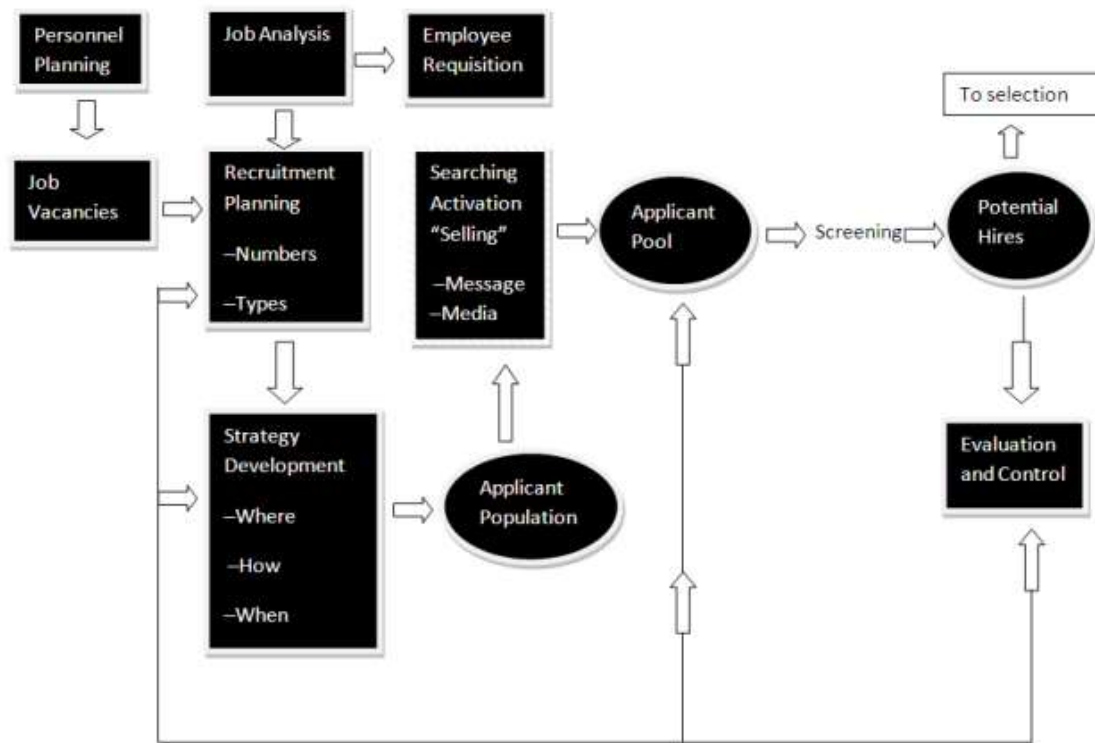 Personnel
Planning
Job Analysis
Employee
Requisition
To selection
Job
Vacancies
Recruitment
Planning
–Numbers
–Types
Searching
Activation
“Selling”
–Message
–Media
Applicant
Pool
Screening
Potential
Hires
Strategy
Development
–Where
–How
–When
Applicant
Population
Evaluation
and Control